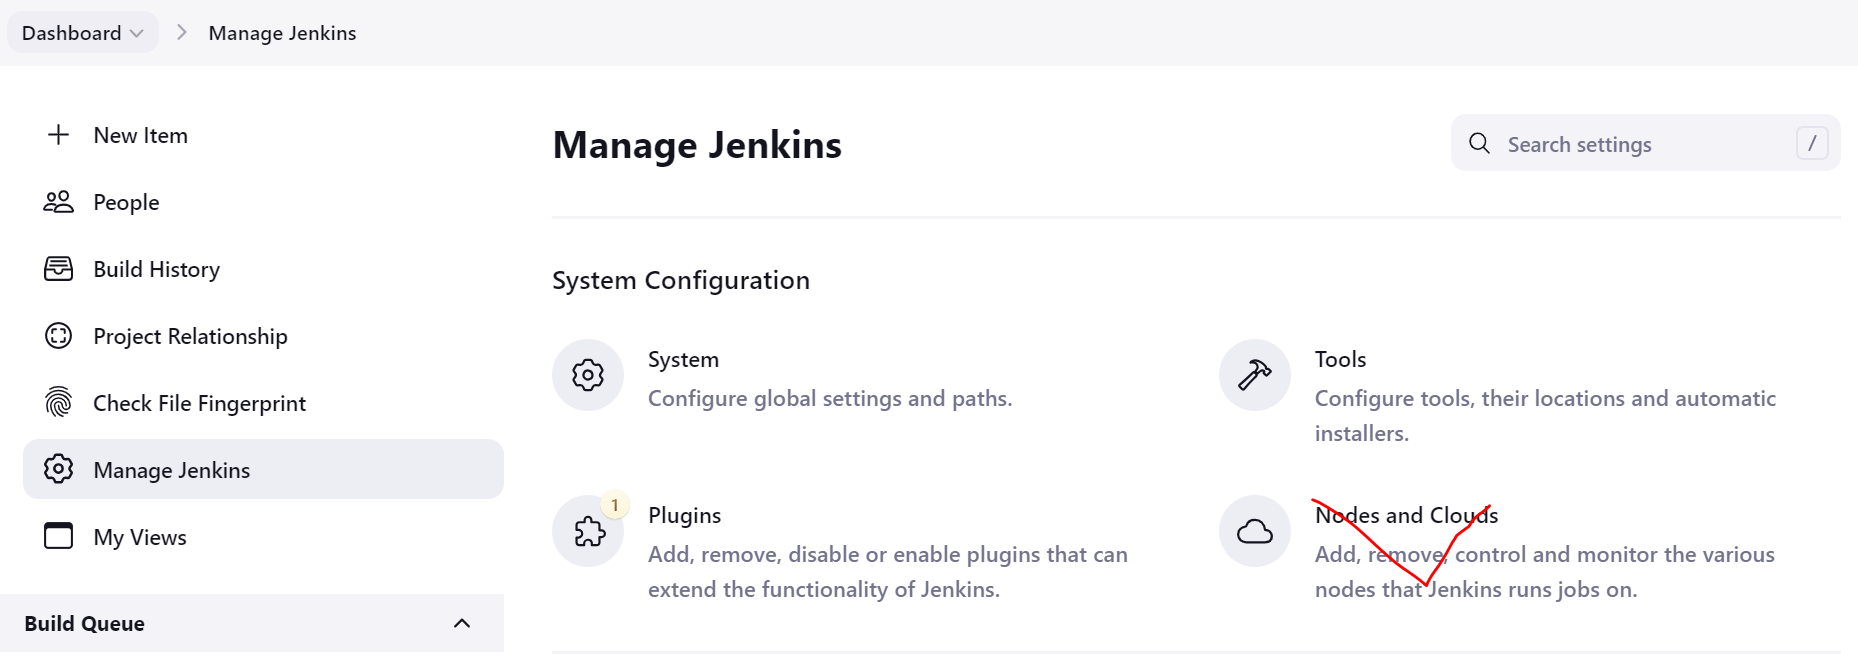 Dashboard
Manage Jenkins
New Item
People
Build History
Project Relationship
Check File Fingerprint
Manage Jenkins
My Views
Build Queue
Manage Jenkins
Search settings
/
System Configuration
System
Configure global settings and paths.
Tools
Configure tools, their locations and automatic
installers.
1
Plugins
Add, remove, disable or enable plugins that can
extend the functionality of Jenkins.
Nodes and Clouds
Add, remove, control and monitor the various
nodes that Jenkins runs jobs on.